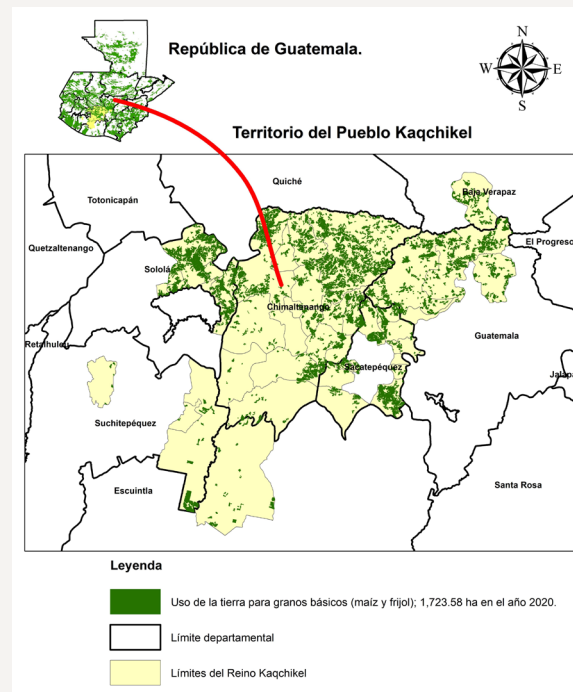 República de Guatemala.
N
W
E
S
Territorio del Pueblo Kaqchikel
Quiché
Totonicapán
Baja Verapaz
El Progreso
Quetzaltenango
Sololá
Chimaltenango
Guatemala
Retalhuleu
Sacatepéquez
Jalapa
Suchitepéquez
Escuintla
Santa Rosa
Leyenda
Uso de la tierra para granos básicos (maíz y frijol); 1,723.58 ha en el año 2020.
Límite departamental
Límites del Reino Kaqchikel